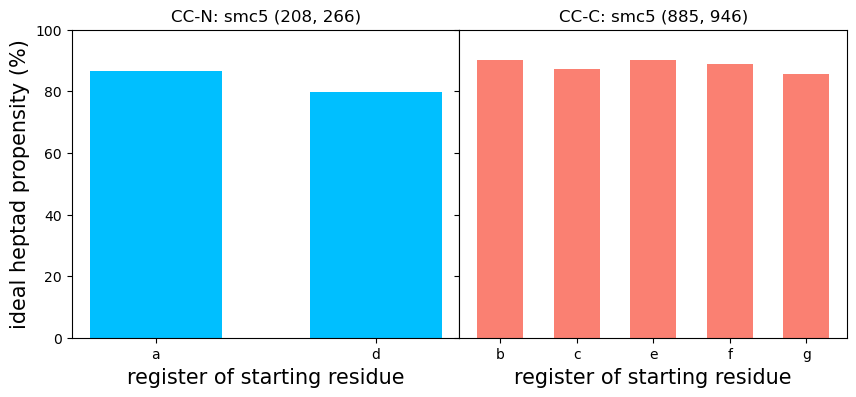 CC-N: smc5 (208, 266)
CC-C: smc5 (885, 946)
ideal heptad propensity (%)
100
80
60
40
20
0
a
d
b
c
e
f
g
register of starting residue
register of starting residue